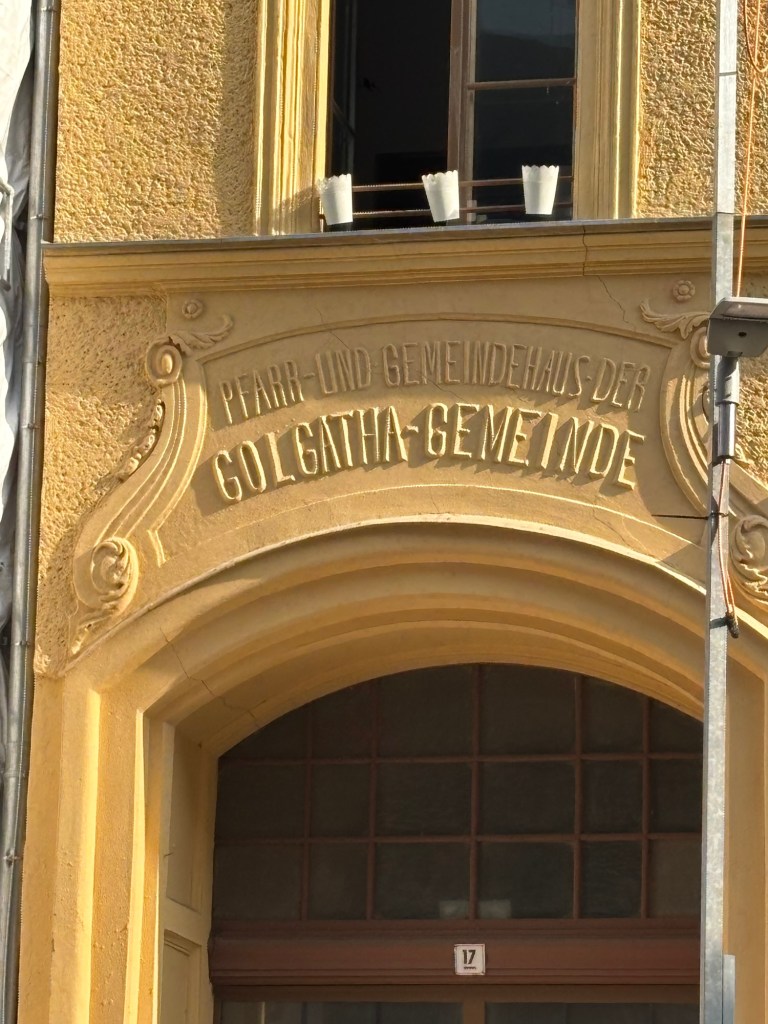 PFARR-UND-GEMEINDEHAUS·DER
GOLGATHA-GEMEINDE
17